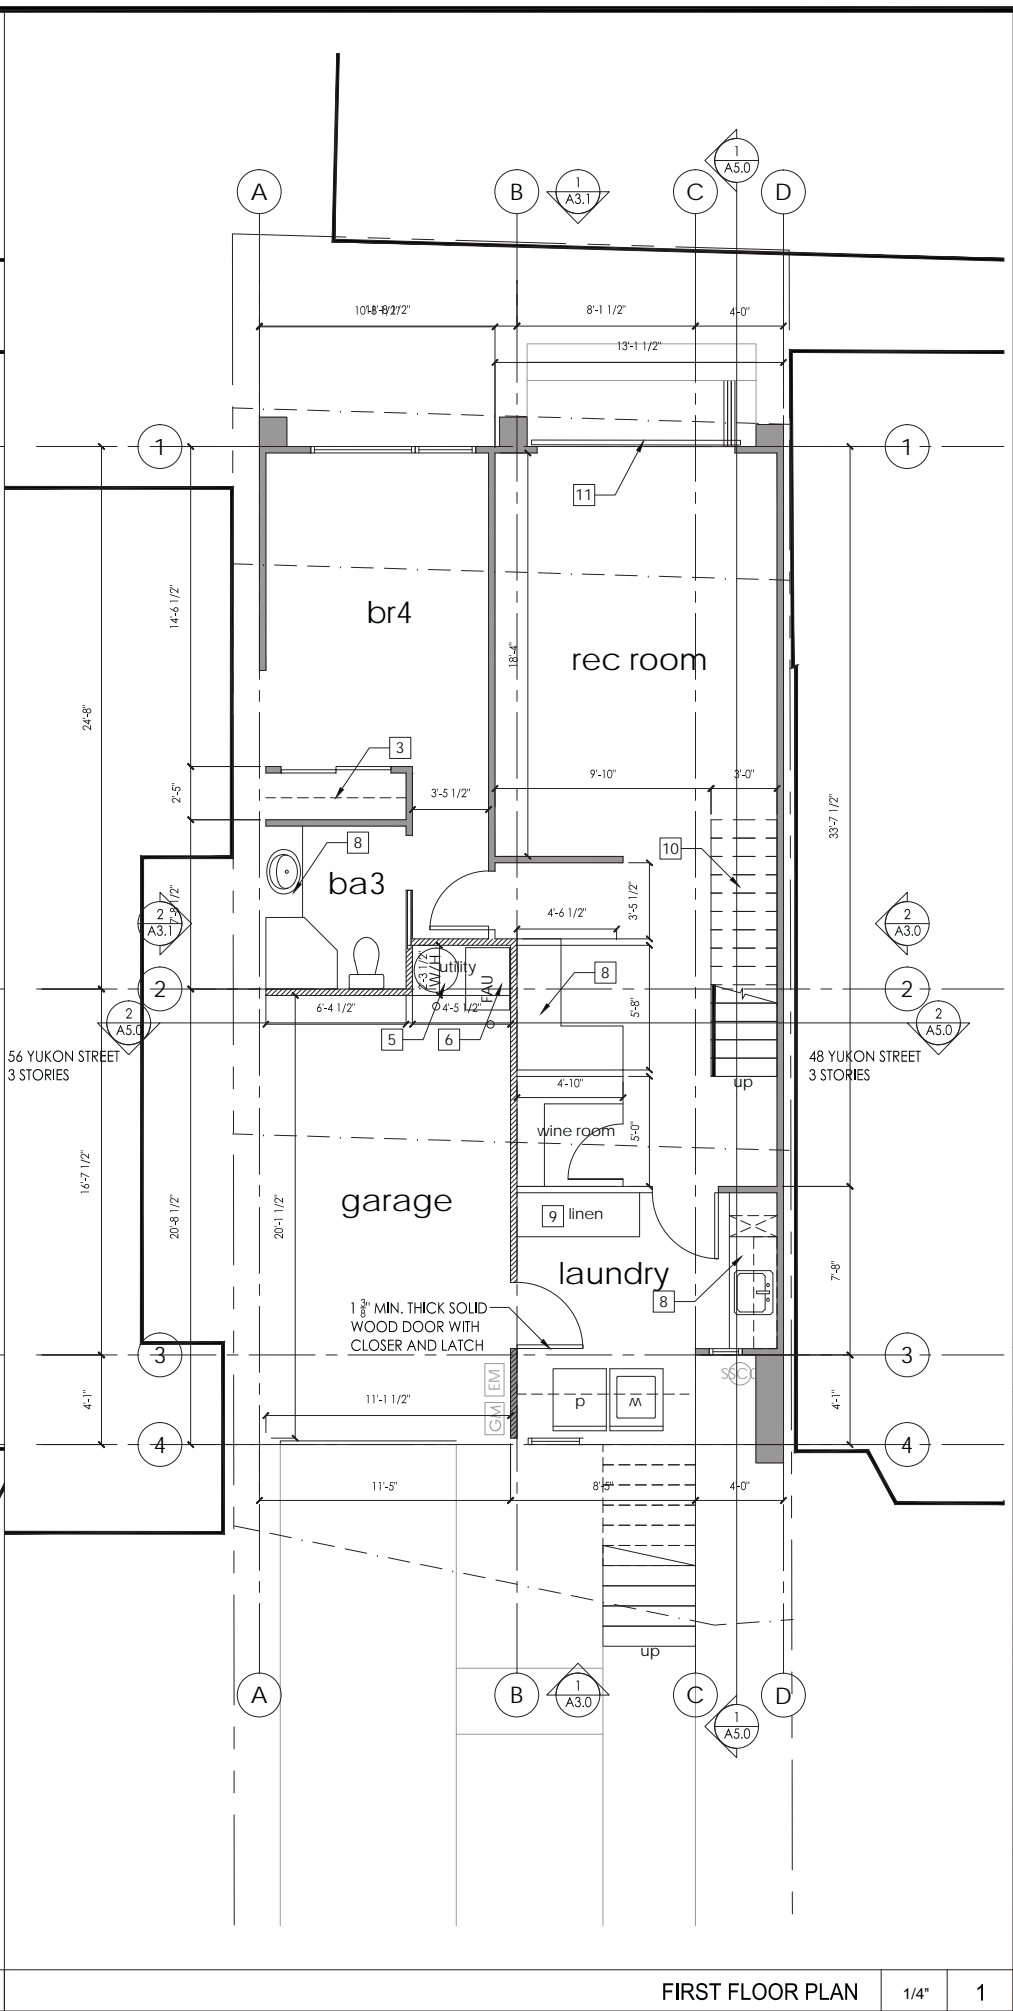 1
A5.0
A
B
1
A3.1
C
D
8'-1 1/2"
4'-0"
13'-1 1/2"
1
1
11
14'-6 1/2"
br4
rec room
18'-4"
24'-8"
3
9'-10"
3'-0"
2'-5"
3'-5 1/2"
33'-7 1/2"
8
10
ba3
7'-8 1/2"
4'-6 1/2"
3'-5 1/2"
2
A3.1
2
A3.0
utility
W/H
FAU
8
2
2
6'-4 1/2"
4'-5 1/2"
5'-8"
2
A5.0
2
A5.0
5
6
56 YUKON STREET
3 STORIES
48 YUKON STREET
3 STORIES
4'-10"
up
wine room
5'-0"
16'-7 1/2"
20'-8 1/2"
20'-1 1/2"
garage
9 linen
laundry
7'-8"
8
1 3/8" MIN. THICK SOLID
WOOD DOOR WITH
CLOSER AND LATCH
3
3
EM
GM
d
w
4'-1"
11'-1 1/2"
4'-1"
4
4
11'-5"
8'-5"
4'-0"
up
A
B
1
A3.0
C
D
1
A5.0
FIRST FLOOR PLAN
1/4"
1